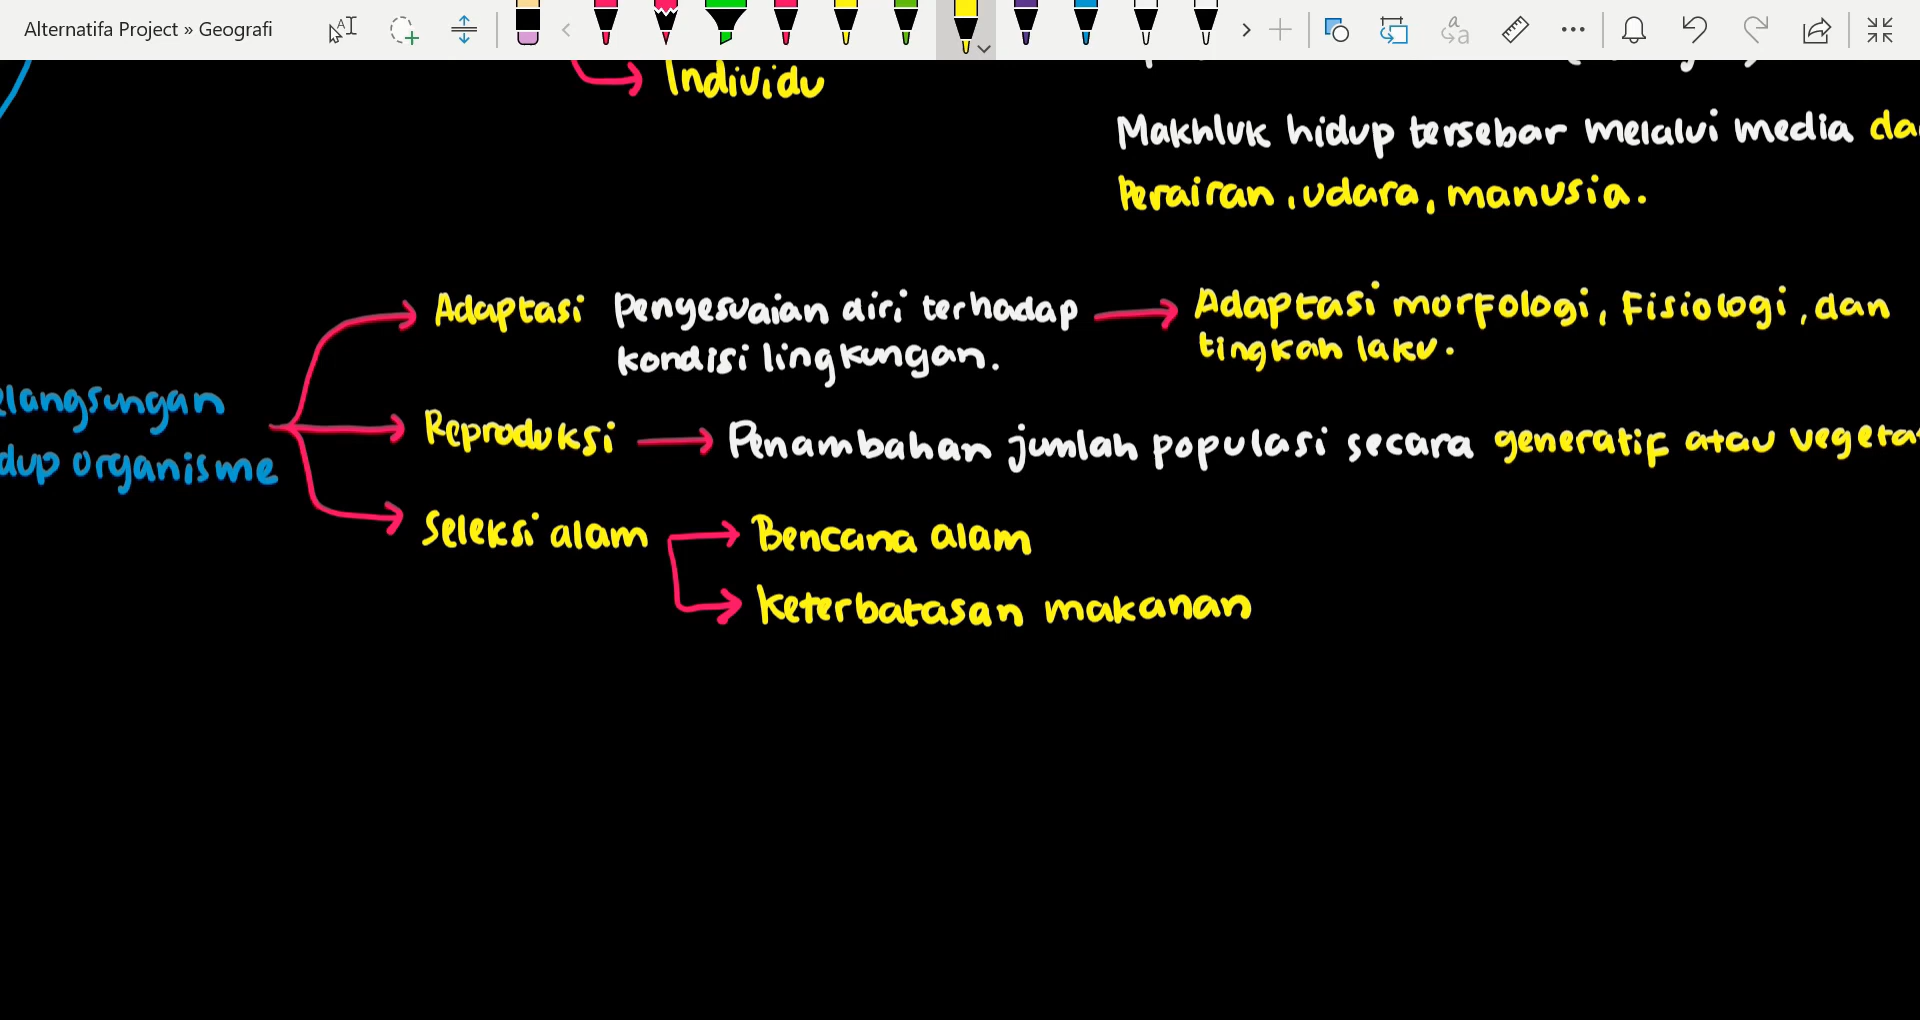 Alternatifa Project » Geografi
Individu
Makhluk hidup tersebar melalui media
Perairan, udara, manusia.
Adaptasi Penyesuaian diri terhadap → Adaptasi morfologi, Fisiologi, dan
kondisi lingkungan. tingkah laku.
elangsungan
dup organisme
Reproduksi → Penambahan jumlah populasi secara generatif atau vegeta
Seleksi alam → Bencana alam
→ Keterbatasan makanan